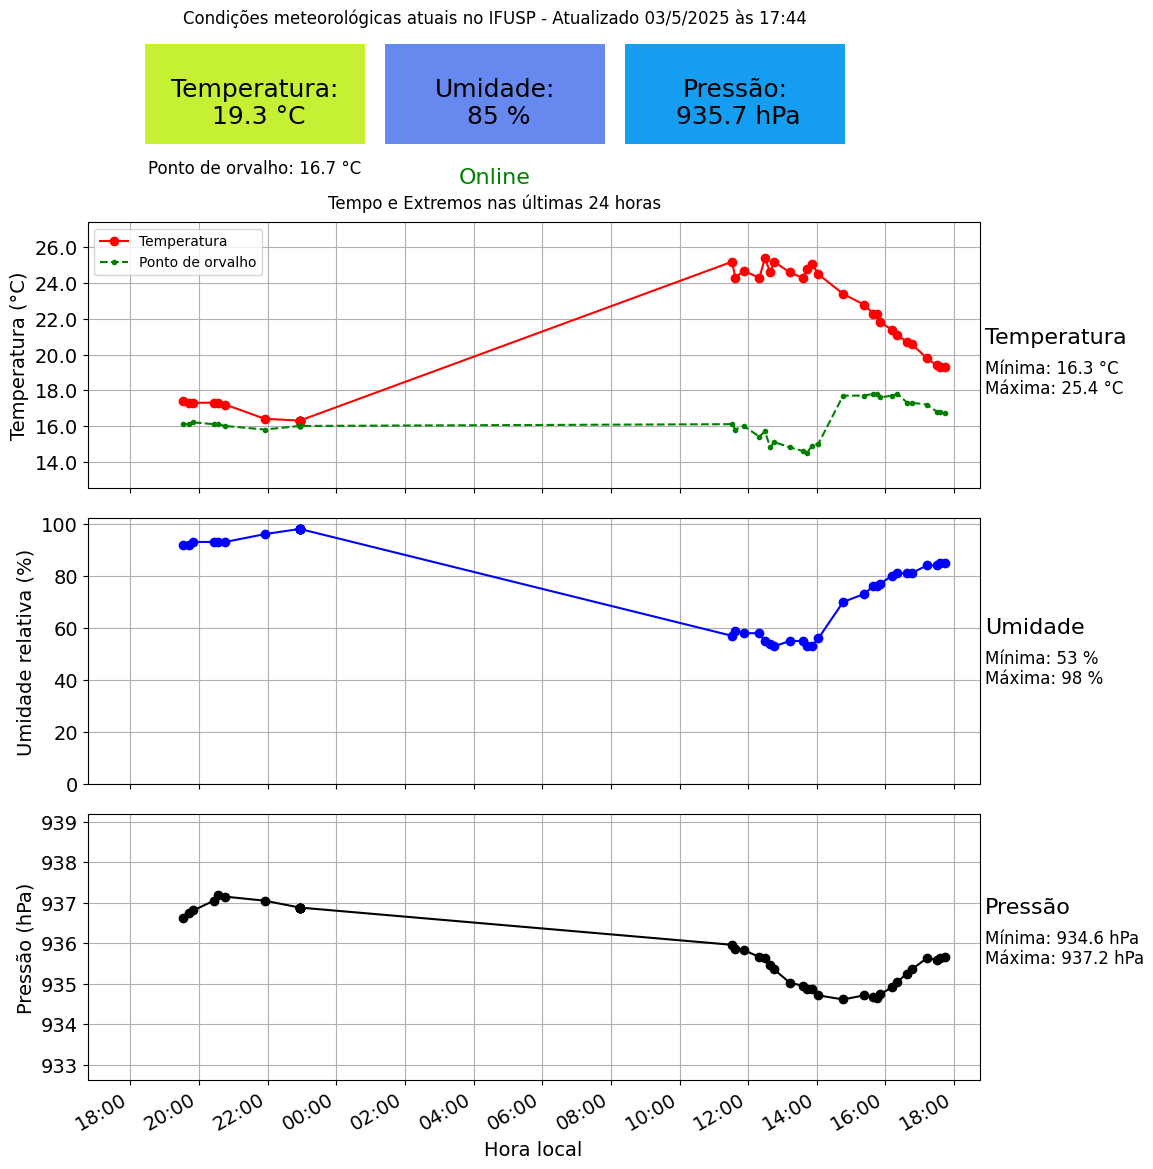 Condições meteorológicas atuais no IFUSP - Atualizado 03/5/2025 às 17:44
Temperatura:
19.3 °C
Umidade:
85 %
Pressão:
935.7 hPa
Ponto de orvalho: 16.7 °C
Online
Tempo e Extremos nas últimas 24 horas
Temperatura
Ponto de orvalho
Temperatura (°C)
26.0
24.0
22.0
20.0
18.0
16.0
14.0
Temperatura
Mínima: 16.3 °C
Máxima: 25.4 °C
Umidade relativa (%)
100
80
60
40
20
0
Umidade
Mínima: 53 %
Máxima: 98 %
Pressão (hPa)
939
938
937
936
935
934
933
Pressão
Mínima: 934.6 hPa
Máxima: 937.2 hPa
18:00 20:00 22:00 00:00 02:00 04:00 06:00 08:00 10:00 12:00 14:00 16:00 18:00
Hora local